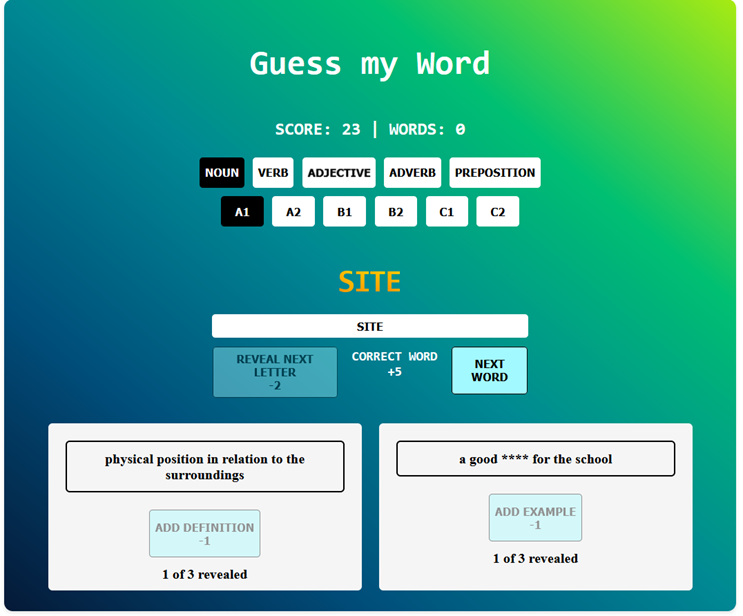 Guess my Word
SCORE: 23 | WORDS: 0
NOUN VERB ADJECTIVE ADVERB PREPOSITION
A1 A2 B1 B2 C1 C2
SITE
SITE
REVEAL NEXT
LETTER
-2
CORRECT WORD
+5
NEXT
WORD
physical position in relation to the
surroundings
ADD DEFINITION
-1
1 of 3 revealed
a good **** for the school
ADD EXAMPLE
-1
1 of 3 revealed